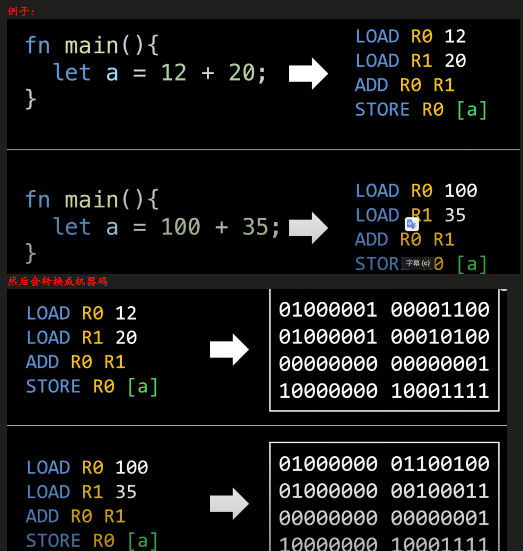 例子:
fn main(){
let a = 12 + 20;
}
LOAD R0 12
LOAD R1 20
ADD R0 R1
STORE R0 [a]
fn main(){
let a = 100 + 35;
}
LOAD R0 100
LOAD R1 35
ADD R0 R1
STOR 0 [a]
字幕 (c)
然后会转换成机器码
LOAD R0 12
LOAD R1 20
ADD R0 R1
STORE R0 [a]
01000001 00001100
01000001 00010100
00000000 00000001
10000000 10001111
LOAD R0 100
LOAD R1 35
ADD R0 R1
STORE R0 [a]
01000000 01100100
01000000 00100011
00000000 00000001
10000000 10001111